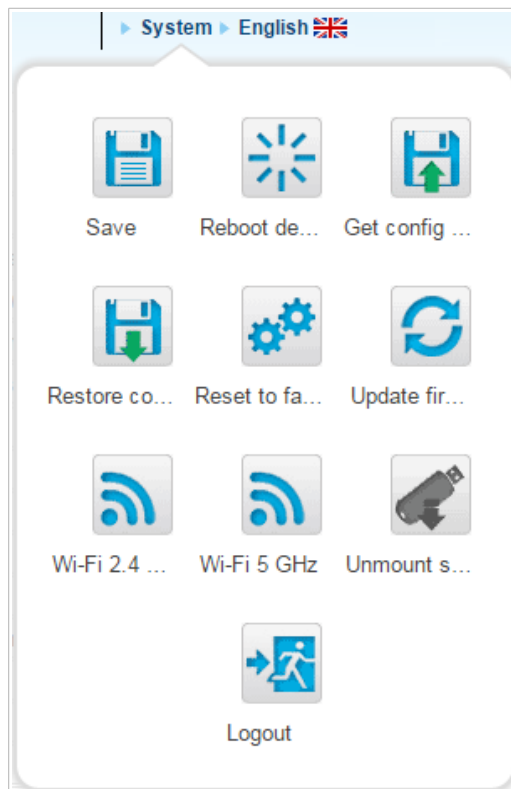 System English
Save Reboot de... Get config ...
Restore co... Reset to fa... Update fir...
Wi-Fi 2.4 ... Wi-Fi 5 GHz Unmount s...
Logout